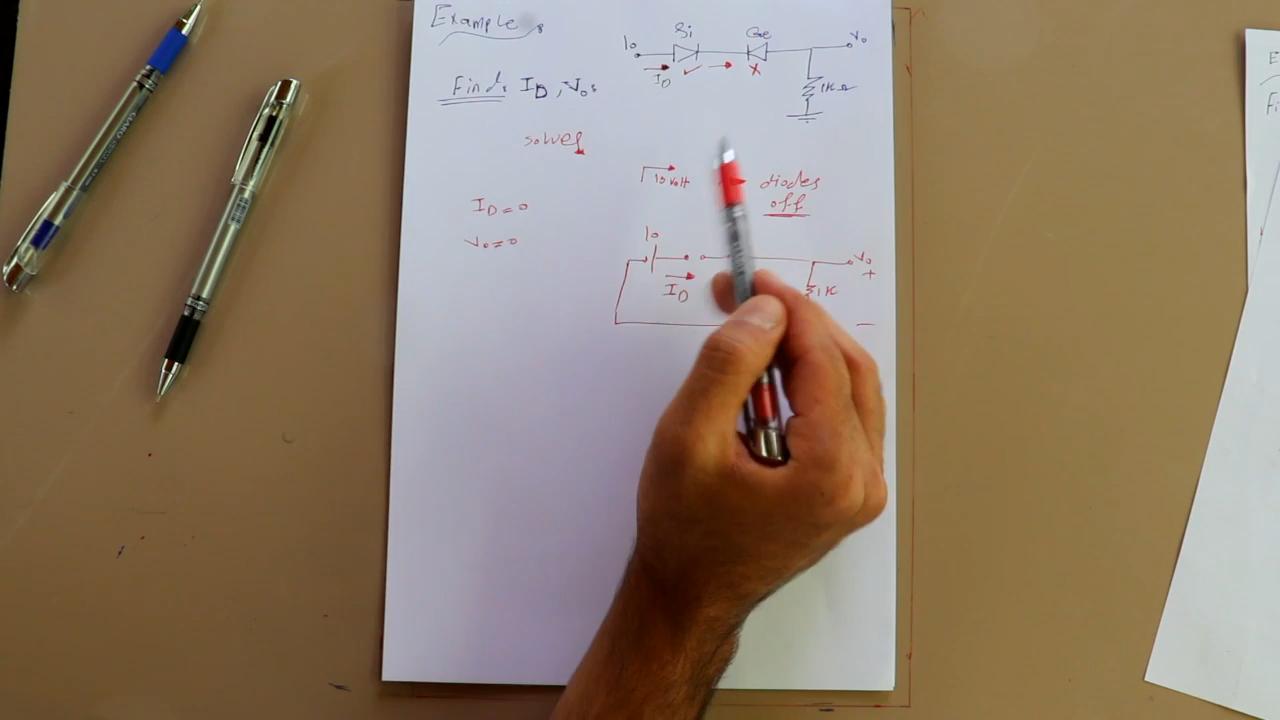 Example:
Find: ID, Vo:
solve:
10 Si Ge Vo
ID ✓ → X 1KΩ
10 volt diodes
off
ID=0
Vo=0
10 Vo
+
ID 1K
−